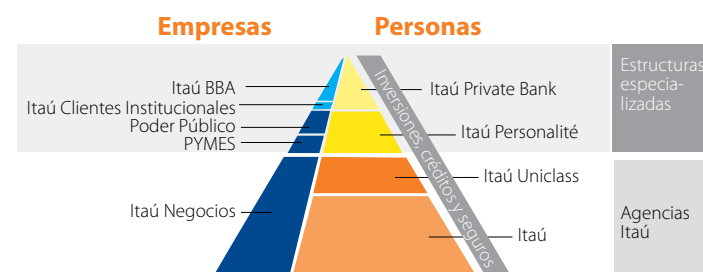 Empresas
Personas
Itaú BBA
Itaú Clientes Institucionales
Poder Público
PYMES
Itaú Negocios
Inversiones, créditos y seguros
Itaú Private Bank
Itaú Personalité
Itaú Uniclass
Itaú
Estructuras
especia-
lizadas
Agencias
Itaú